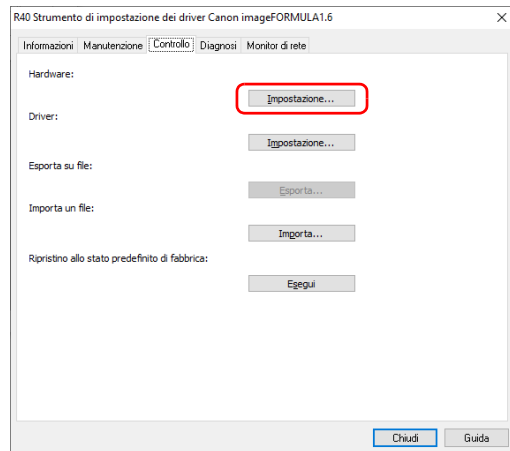 R40 Strumento di impostazione dei driver Canon imageFORMULA1.6
Informazioni Manutenzione Controllo Diagnosi Monitor di rete
Hardware:
Impostazione...
Driver:
Impostazione...
Esporta su file:
Esporta...
Importa un file:
Importa...
Ripristino allo stato predefinito di fabbrica:
Esegui
Chiudi Guida